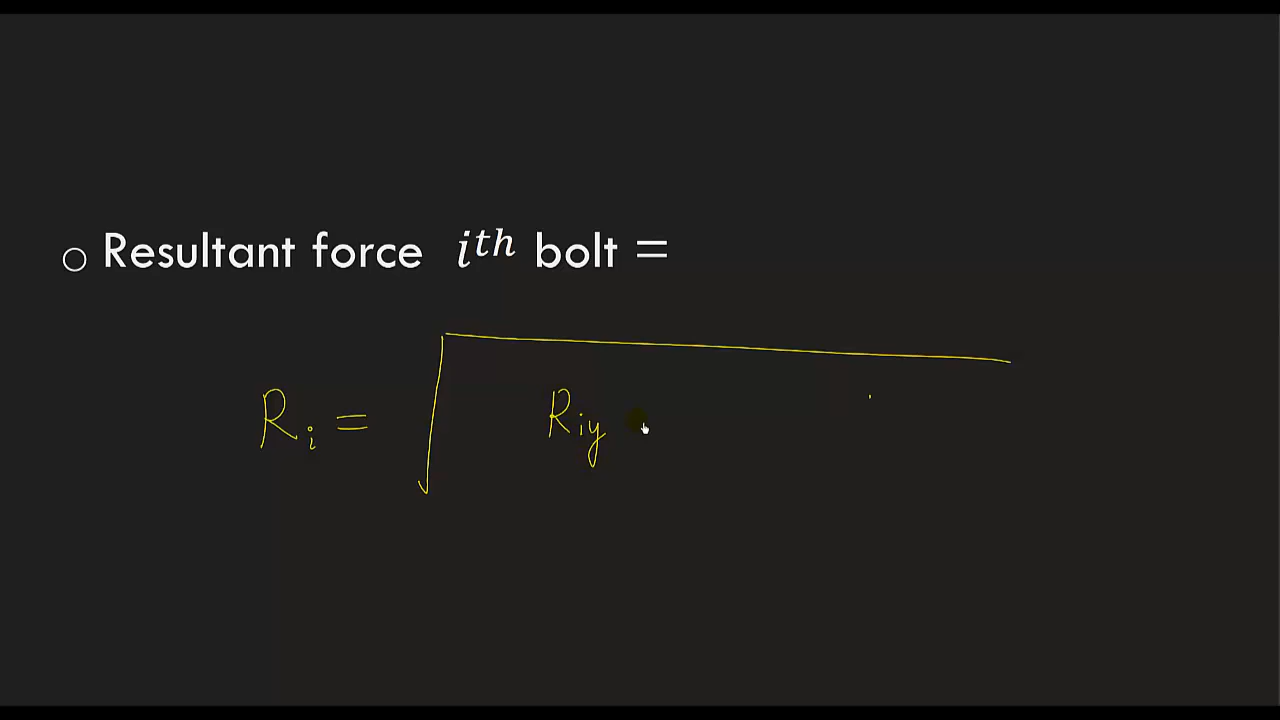 ○ Resultant force iᵗʰ bolt =
Rᵢ = √ Riy